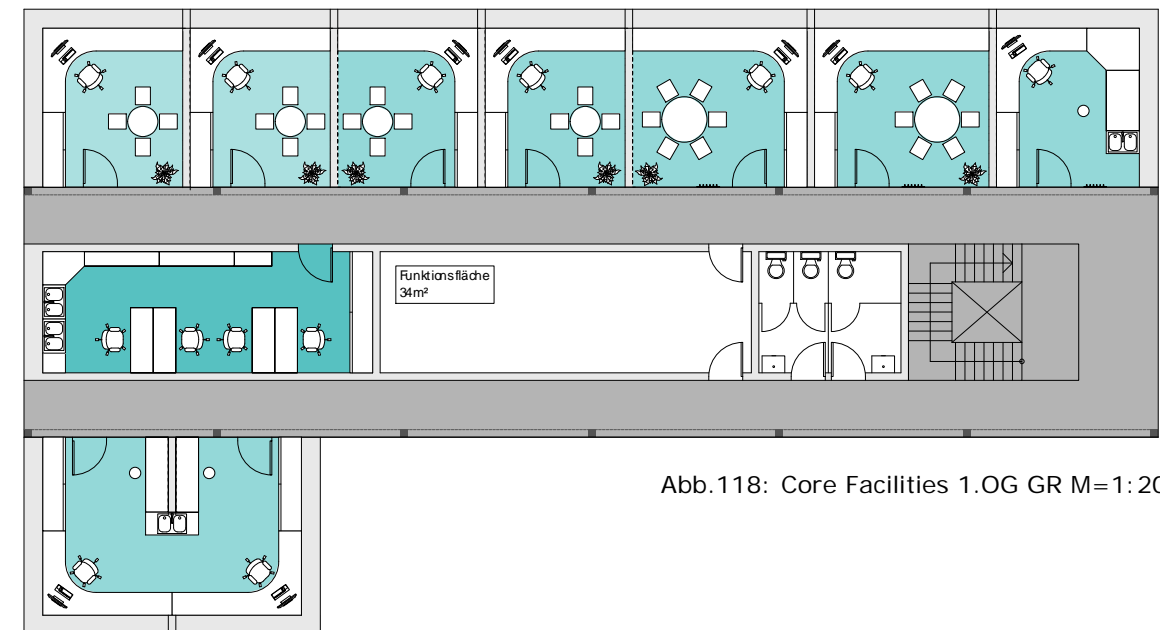 Funktionsfläche
34m²
Abb.118: Core Facilities 1.OG GR M=1:20